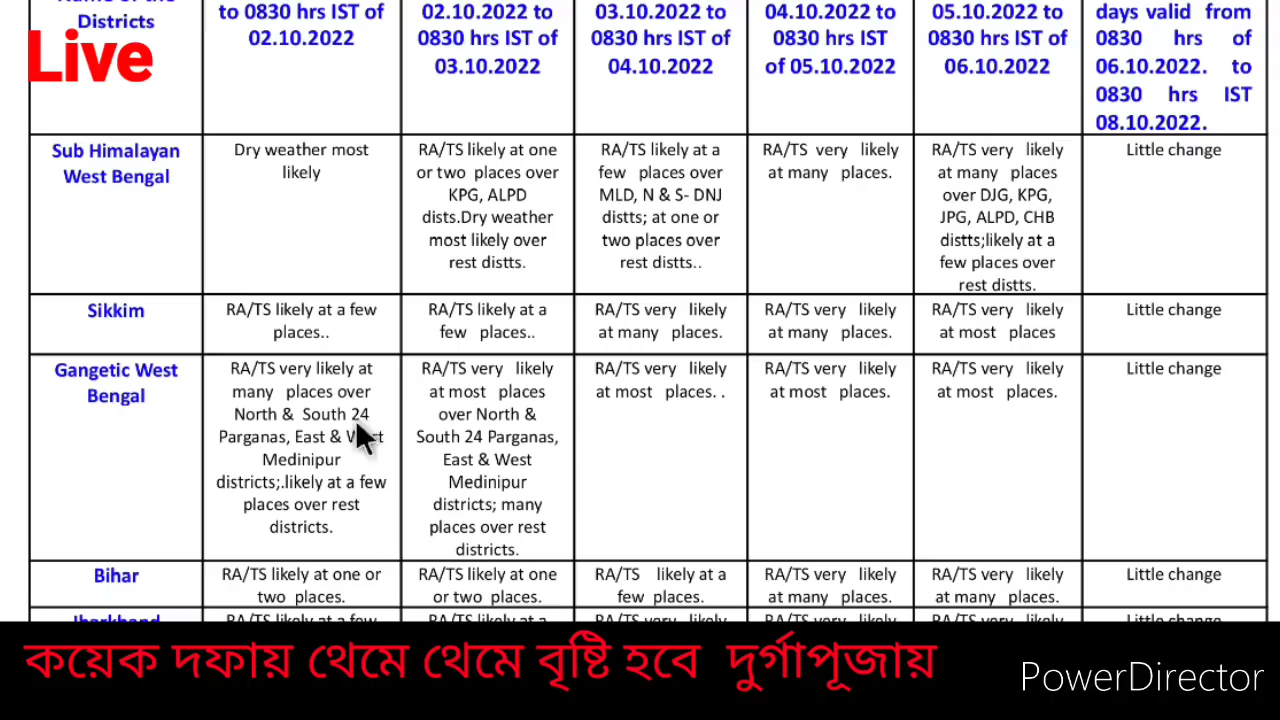 Name of the
Districts
Live
to 0830 hrs IST of
02.10.2022
02.10.2022 to
0830 hrs IST of
03.10.2022
03.10.2022 to
0830 hrs IST of
04.10.2022
04.10.2022 to
0830 hrs IST
of 05.10.2022
05.10.2022 to
0830 hrs IST of
06.10.2022
days valid from
0830 hrs of
06.10.2022. to
0830 hrs IST
08.10.2022.
Sub Himalayan
West Bengal
Dry weather most
likely
RA/TS likely at one
or two places over
KPG, ALPD
dists.Dry weather
most likely over
rest distts.
RA/TS likely at a
few places over
MLD, N & S- DNJ
distts; at one or
two places over
rest distts..
RA/TS very likely
at many places.
RA/TS very likely
at many places
over DJG, KPG,
JPG, ALPD, CHB
distts;likely at a
few places over
rest distts.
Little change
Sikkim
RA/TS likely at a few
places..
RA/TS likely at a
few places..
RA/TS very likely
at many places.
RA/TS very likely
at many places.
RA/TS very likely
at most places
Little change
Gangetic West
Bengal
RA/TS very likely at
many places over
North & South 24
Parganas, East & West
Medinipur
districts;.likely at a few
places over rest
districts.
RA/TS very likely
at most places
over North &
South 24 Parganas,
East & West
Medinipur
districts; many
places over rest
districts.
RA/TS very likely
at most places. .
RA/TS very likely
at most places.
RA/TS very likely
at most places.
Little change
Bihar
RA/TS likely at one or
two places.
RA/TS likely at one
or two places.
RA/TS likely at a
few places.
RA/TS very likely
at many places.
RA/TS very likely
at many places.
Little change
Jharkhand
RA/TS likely at a few
RA/TS likely at a
RA/TS very likely
RA/TS very likely
RA/TS very likely
Little change
কয়েক দফায় থেমে থেমে বৃষ্টি হবে দুর্গাপূজায়
PowerDirector